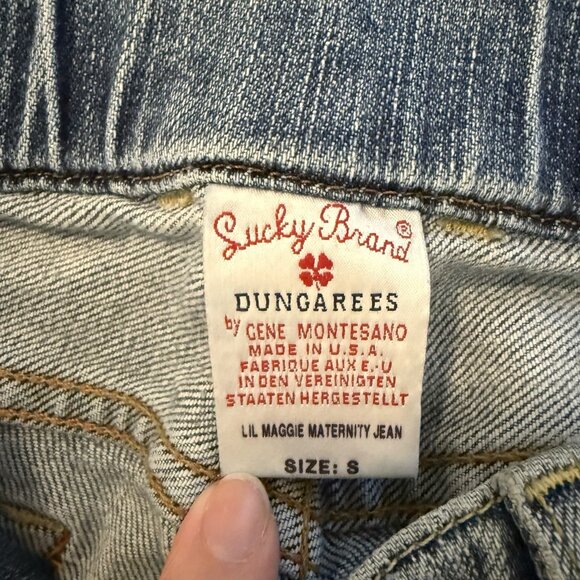 Lucky Brand®
DUNGAREES
by GENE MONTESANO
MADE IN U.S.A.
FABRIQUE AUX E.-U
IN DEN VEREINIGTEN
STAATEN HERGESTELLT
LIL MAGGIE MATERNITY JEAN
SIZE: S